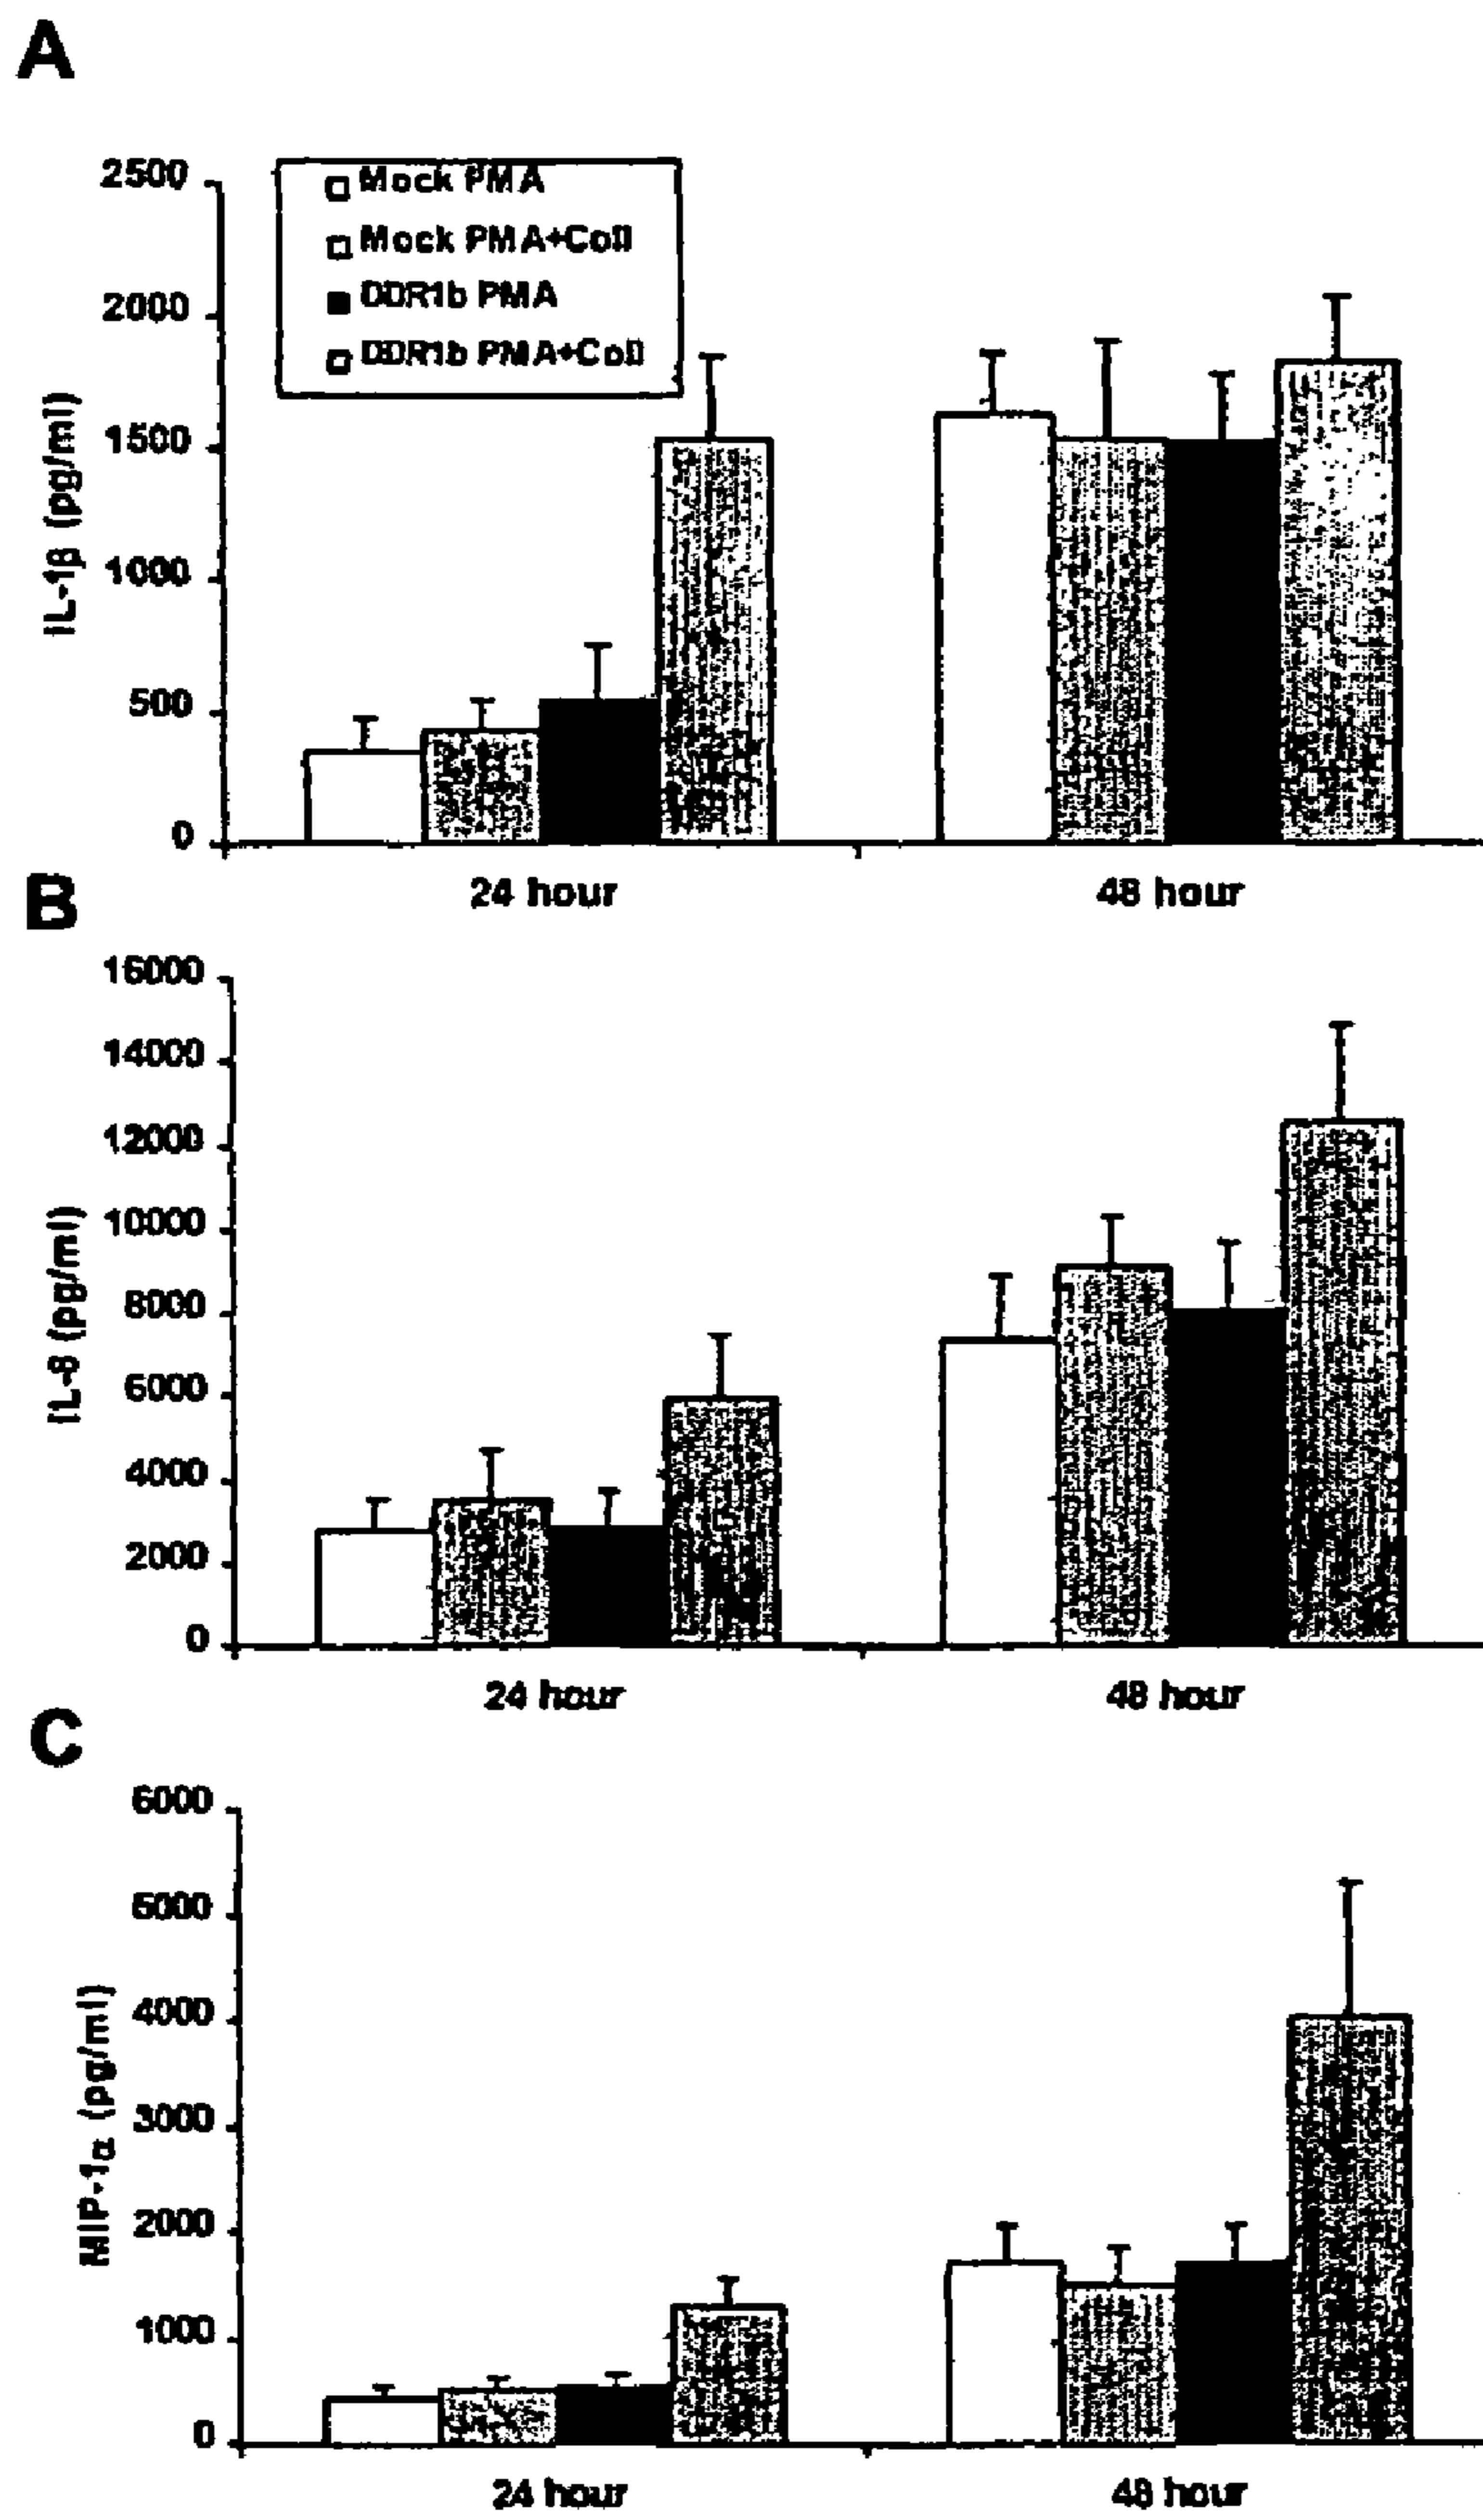 A
2500
2000
1500
1000
500
0
IL-1β (pg/ml)
Mock PMA
Mock PMA+Coll
DDR1b PMA
DDR1b PMA+Coll
24 hour
48 hour
B
16000
14000
12000
10000
8000
6000
4000
2000
0
IL-8 (pg/ml)
24 hour
48 hour
C
6000
5000
4000
3000
2000
1000
0
MIP-1α (pg/ml)
24 hour
48 hour